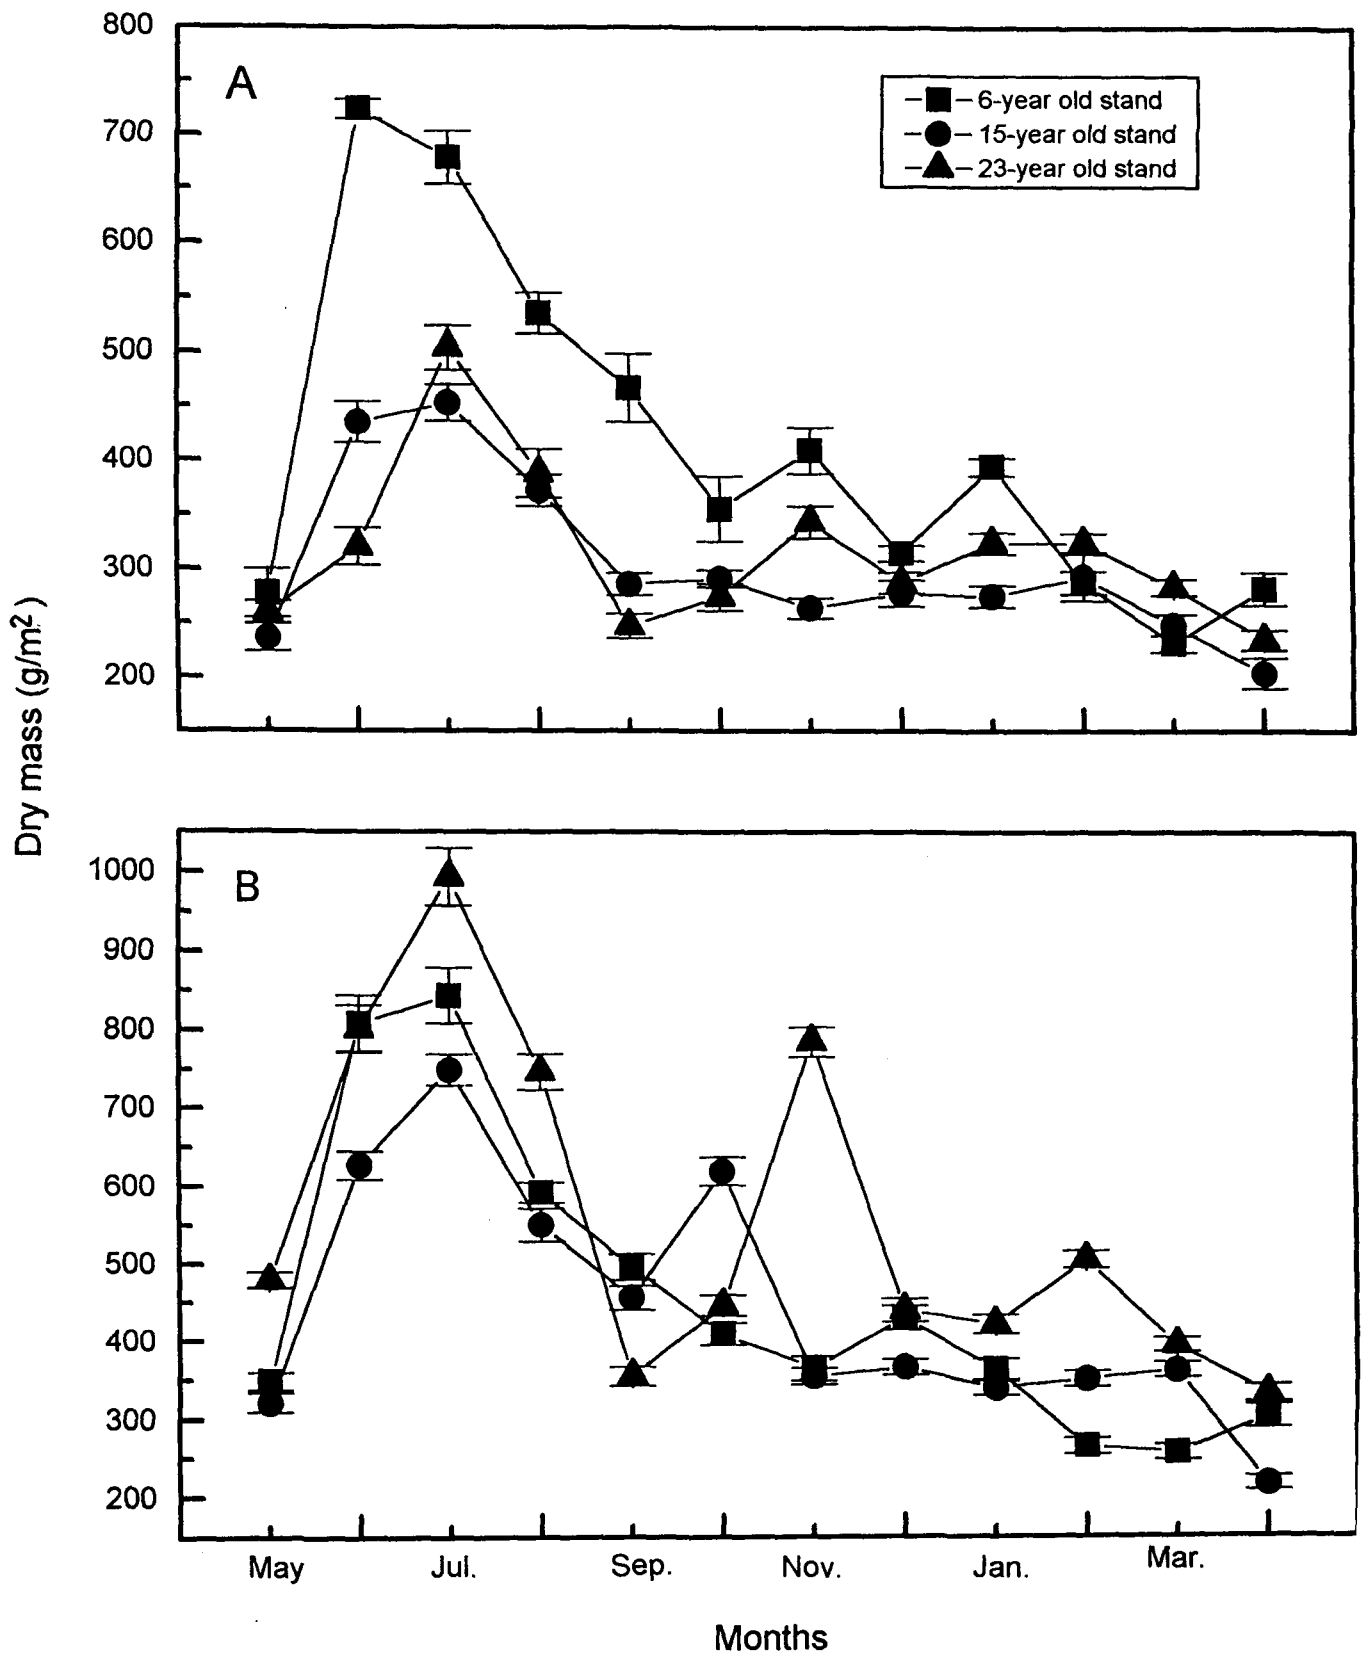 800
A
6-year old stand
15-year old stand
23-year old stand
700
600
500
400
300
200
Dry mass (g/m²)
1000
B
900
800
700
600
500
400
300
200
May Jul. Sep. Nov. Jan. Mar.
Months